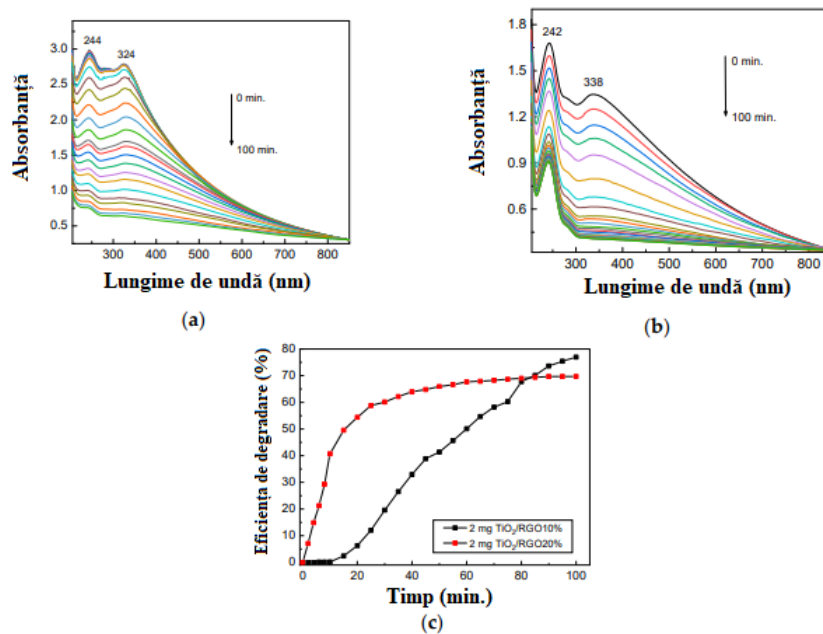 244
324
3.0
0 min.
2.5
2.0
100 min.
1.5
1.0
0.5
Absorbanță
300 400 500 600 700 800
Lungime de undă (nm)
(a)
1.8
242
0 min.
1.5
338
100 min.
1.2
0.9
0.6
Absorbanță
300 400 500 600 700 800
Lungime de undă (nm)
(b)
80
70
60
50
40
30
20
10
0
Eficiența de degradare (%)
2 mg TiO2/RGO10%
2 mg TiO2/RGO20%
0 20 40 60 80 100
Timp (min.)
(c)